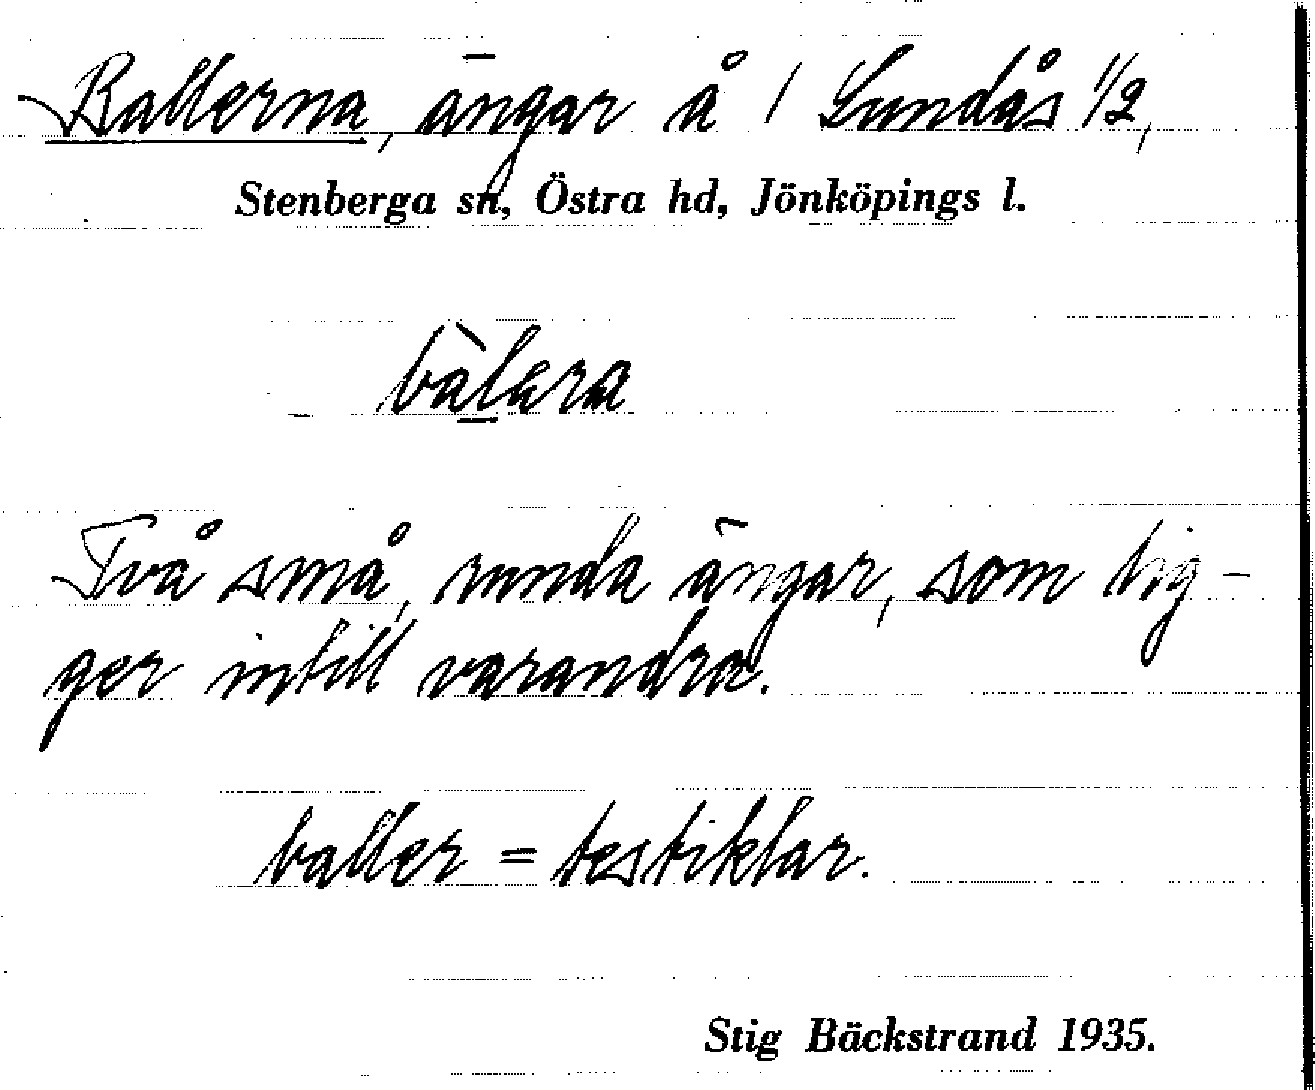 Ballerna, ängar å 1 Lundås 1/2,
Stenberga sn, Östra hd, Jönköpings l.
bàlera
Två små, runda ängar, som lig-
ger intill varandra.
baller = testiklar.
Stig Bäckstrand 1935.